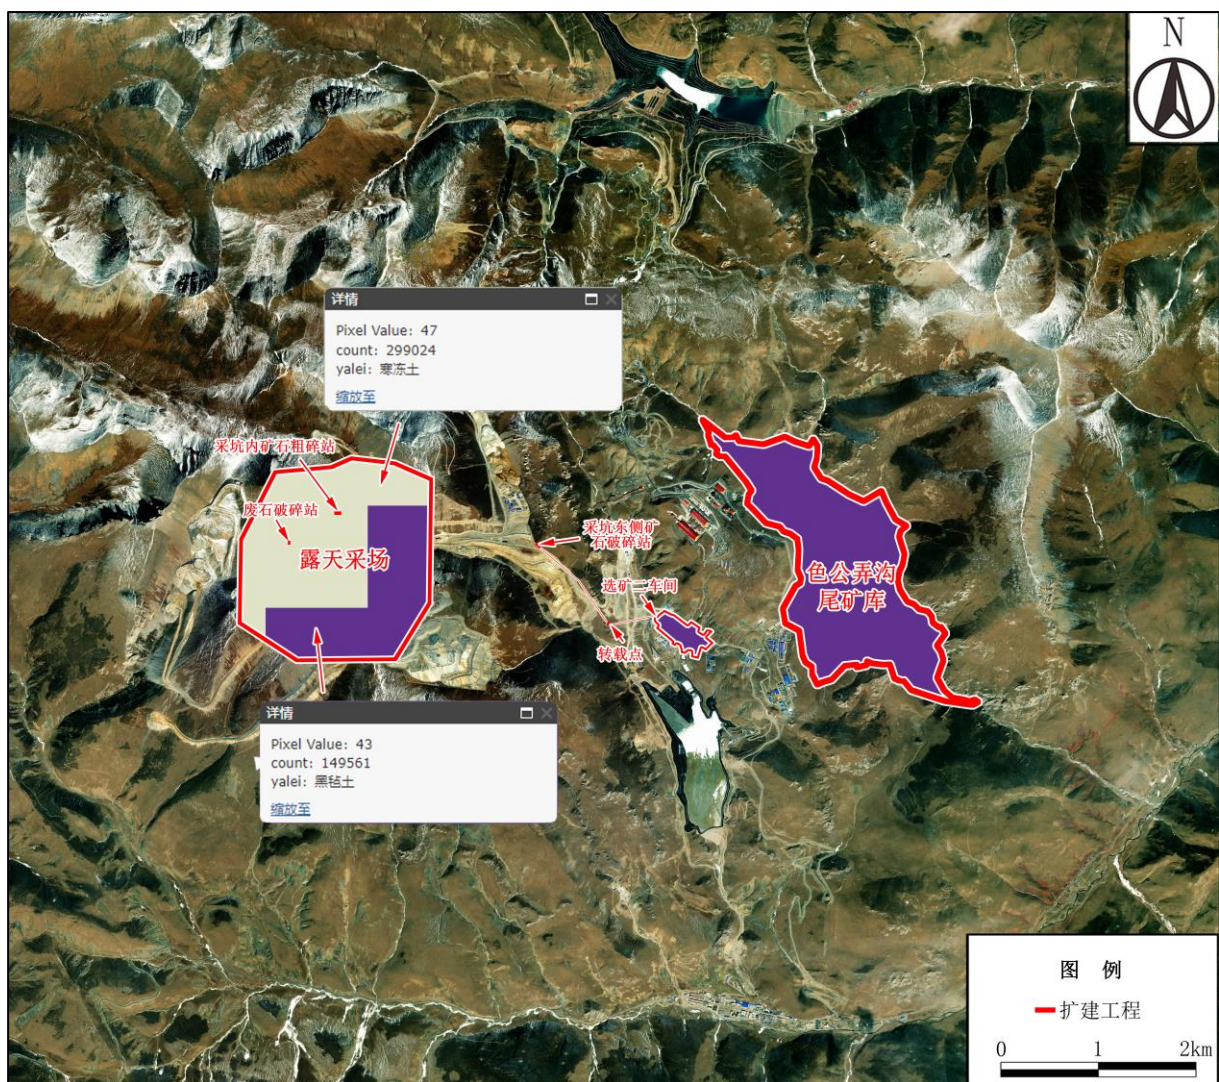 N
详情
Pixel Value: 47
count: 299024
yalei: 寒冻土
缩放至
采坑内矿石粗碎站
废石破碎站
露天采场
采坑东侧矿
石破碎站
选矿二车间
转载点
色公弄沟
尾矿库
详情
Pixel Value: 43
count: 149561
yalei: 黑毡土
缩放至
图 例
扩建工程
0 1 2km